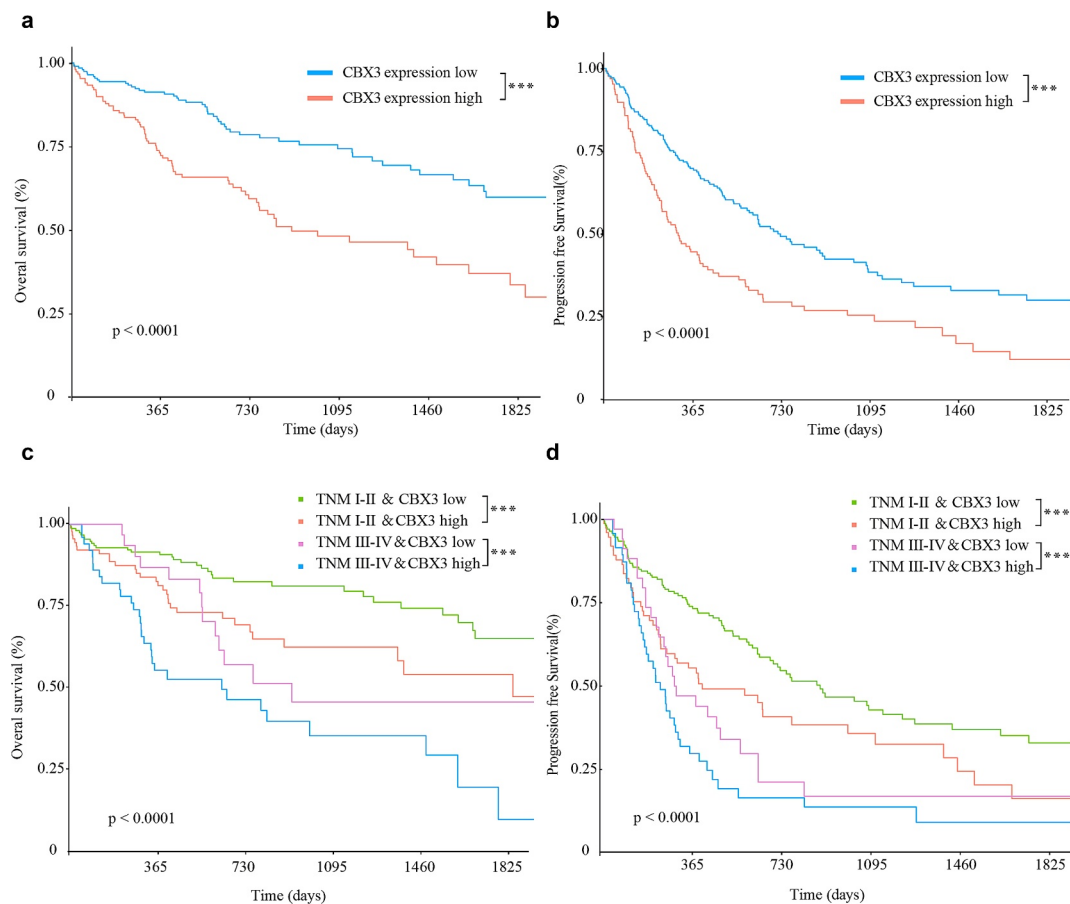 a
1.00
0.75
0.50
0.25
0
Overal survival (%)
CBX3 expression low
CBX3 expression high
***
p < 0.0001
365 730 1095 1460 1825
Time (days)
b
1.00
0.75
0.50
0.25
0
Progression free Survival(%)
CBX3 expression low
CBX3 expression high
***
p < 0.0001
365 730 1095 1460 1825
Time (days)
c
TNM I-II & CBX3 low
TNM I-II & CBX3 high
***
TNM III-IV & CBX3 low
TNM III-IV & CBX3 high
***
1.00
0.75
0.50
0.25
0
Overal survival (%)
p < 0.0001
365 730 1095 1460 1825
Time (days)
d
TNM I-II & CBX3 low
TNM I-II & CBX3 high
***
TNM III-IV & CBX3 low
TNM III-IV & CBX3 high
***
1.00
0.75
0.50
0.25
0
Progression free Survival(%)
p < 0.0001
365 730 1095 1460 1825
Time (days)